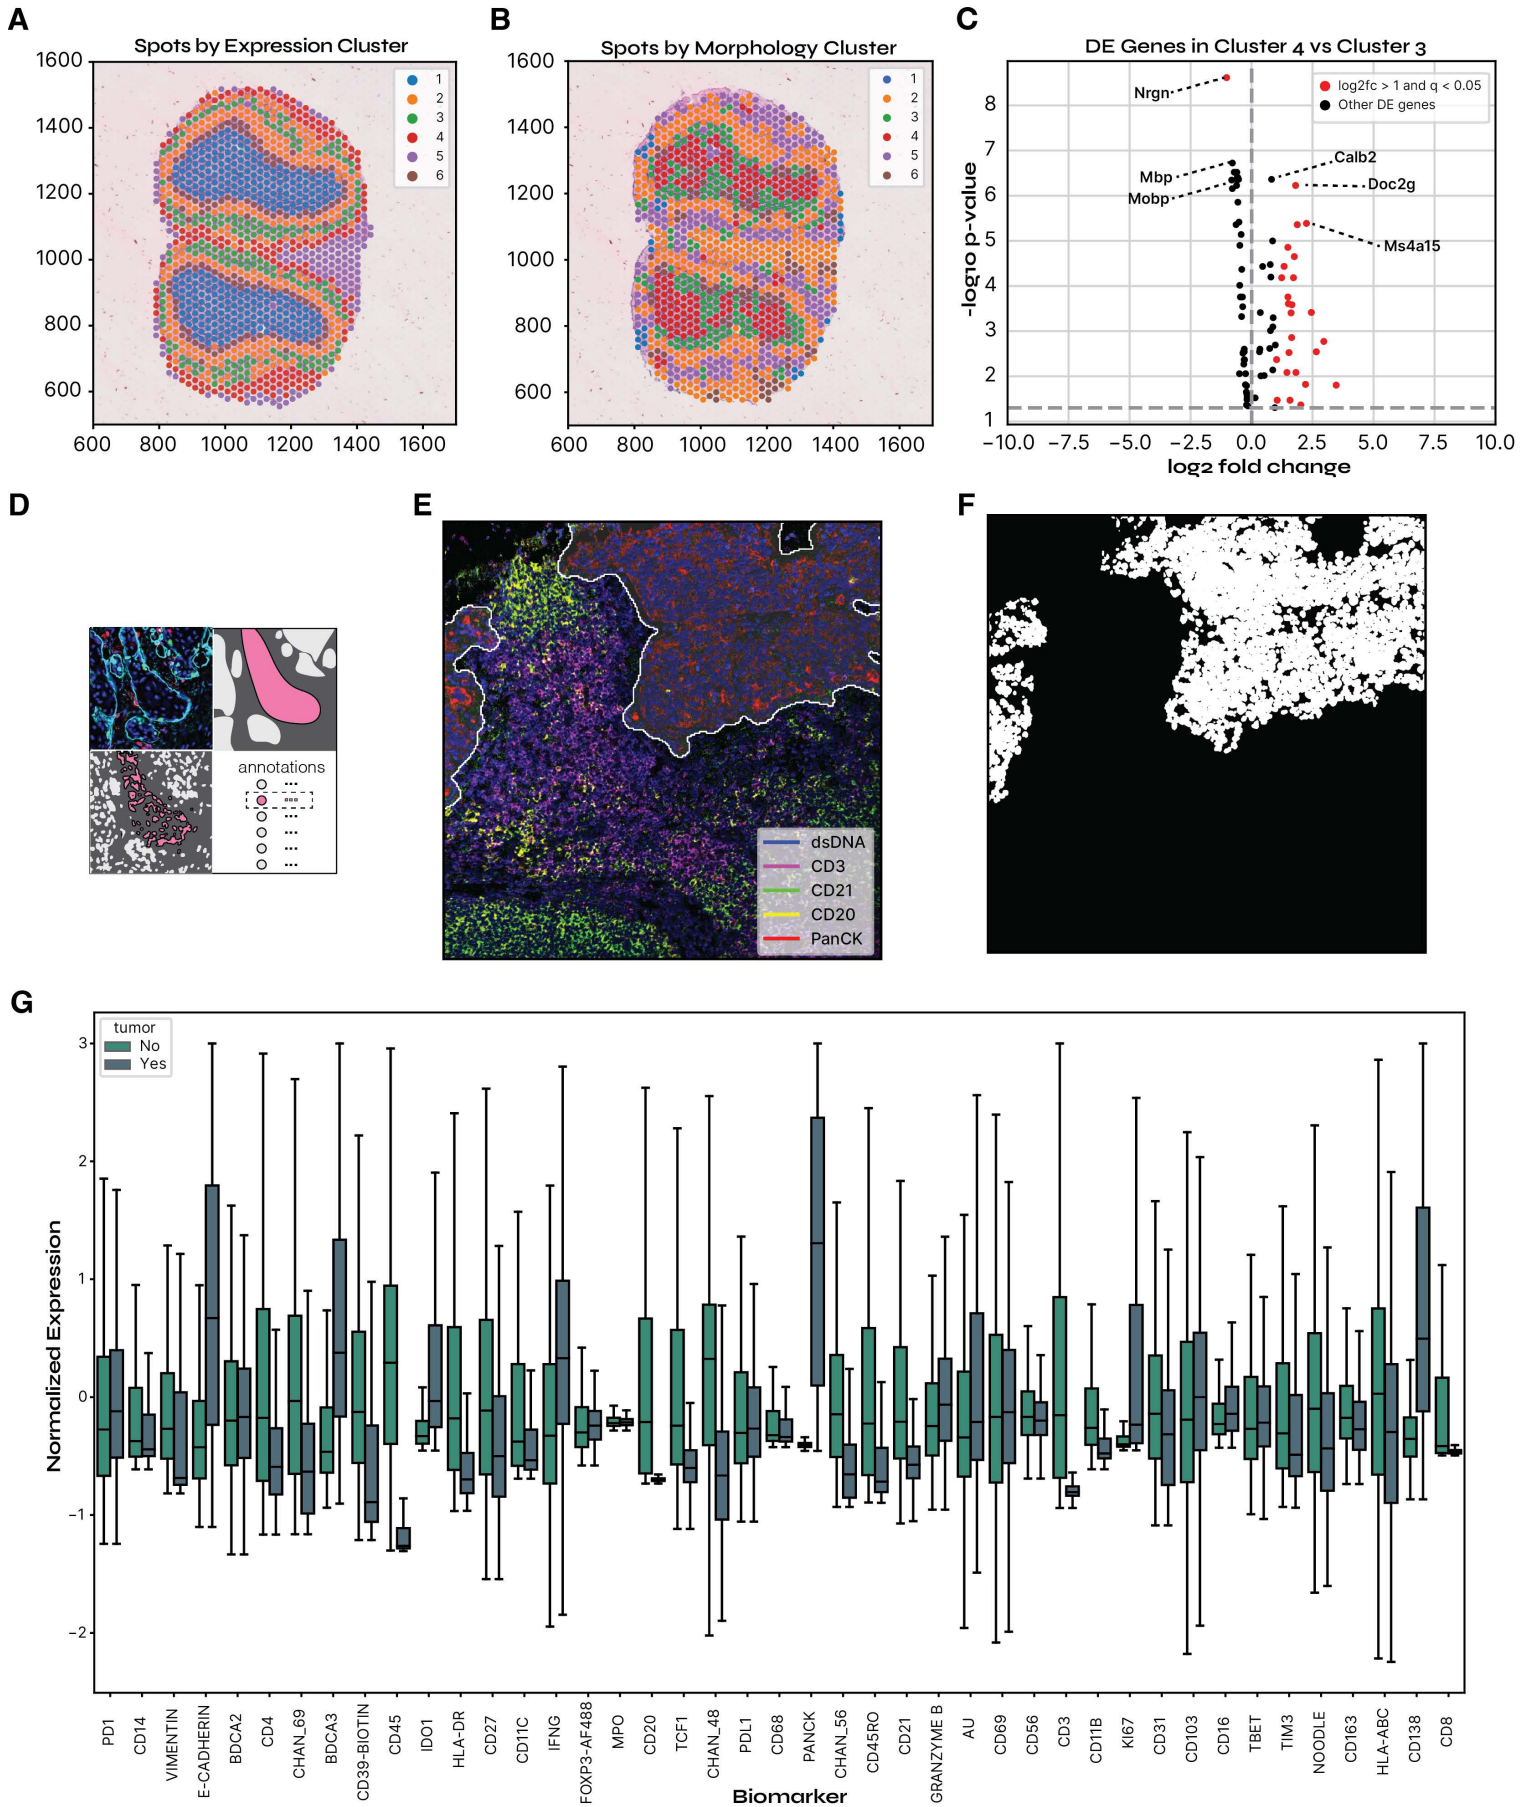 A
Spots by Expression Cluster
1600
1400
1200
1000
800
600
600 800 1000 1200 1400 1600
1
2
3
4
5
6
B
Spots by Morphology Cluster
1600
1400
1200
1000
800
600
600 800 1000 1200 1400 1600
1
2
3
4
5
6
C
DE Genes in Cluster 4 vs Cluster 3
log2fc > 1 and q < 0.05
Other DE genes
Nrgn
Mbp
Mobp
Calb2
Doc2g
Ms4a15
-log10 p-value
8
7
6
5
4
3
2
1
−10.0 −7.5 −5.0 −2.5 0.0 2.5 5.0 7.5 10.0
log2 fold change
D
annotations
E
dsDNA
CD3
CD21
CD20
PanCK
F
G
tumor
No
Yes
Normalized Expression
3
2
1
0
−1
−2
PD1
CD14
VIMENTIN
E-CADHERIN
BDCA2
CD4
CHAN_69
BDCA3
CD39-BIOTIN
CD45
IDO1
HLA-DR
CD27
CD11C
IFNG
FOXP3-AF488
MPO
CD20
TCF1
CHAN_48
PDL1
CD68
PANCK
CHAN_56
CD45RO
CD21
GRANZYME B
AU
CD69
CD56
CD3
CD11B
KI67
CD31
CD103
CD16
TBET
TIM3
NOODLE
CD163
HLA-ABC
CD138
CD8
Biomarker